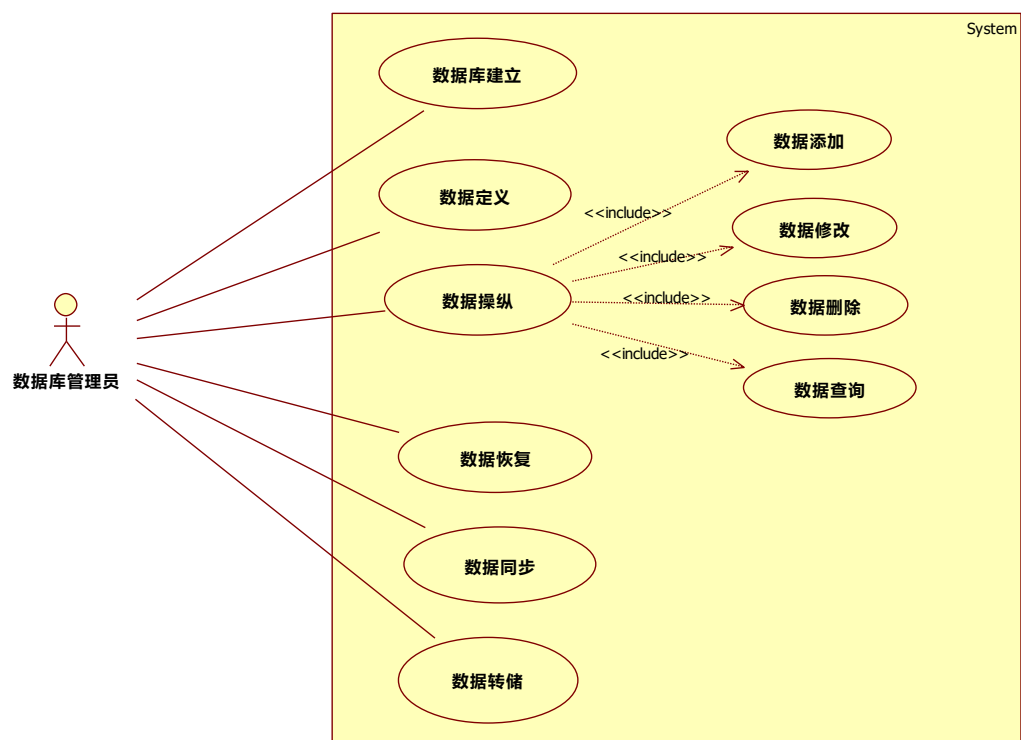 System
数据库建立
数据添加
数据定义
<<include>>
数据修改
<<include>>
数据操纵
<<include>>
数据删除
<<include>>
数据查询
数据库管理员
数据恢复
数据同步
数据转储